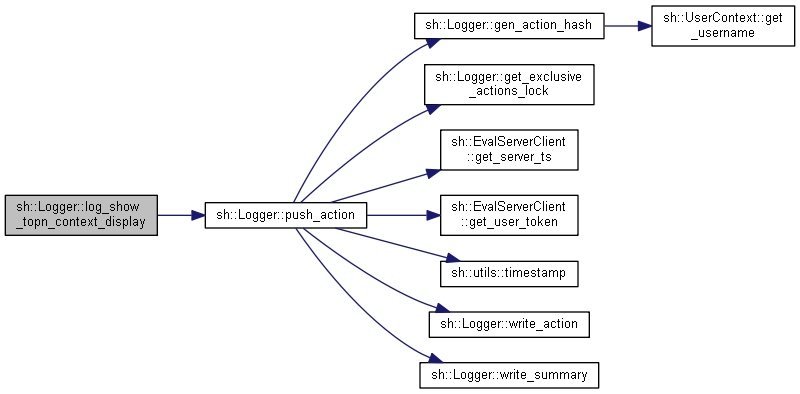 sh::Logger::log_show
_topn_context_display
sh::Logger::push_action
sh::Logger::gen_action_hash
sh::UserContext::get
_username
sh::Logger::get_exclusive
_actions_lock
sh::EvalServerClient
::get_server_ts
sh::EvalServerClient
::get_user_token
sh::utils::timestamp
sh::Logger::write_action
sh::Logger::write_summary